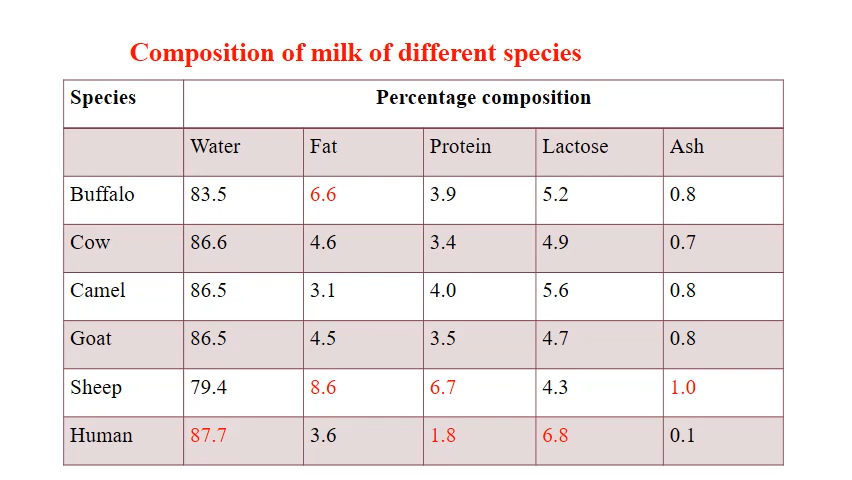 Composition of milk of different species
Species Percentage composition
Water Fat Protein Lactose Ash
Buffalo 83.5 6.6 3.9 5.2 0.8
Cow 86.6 4.6 3.4 4.9 0.7
Camel 86.5 3.1 4.0 5.6 0.8
Goat 86.5 4.5 3.5 4.7 0.8
Sheep 79.4 8.6 6.7 4.3 1.0
Human 87.7 3.6 1.8 6.8 0.1